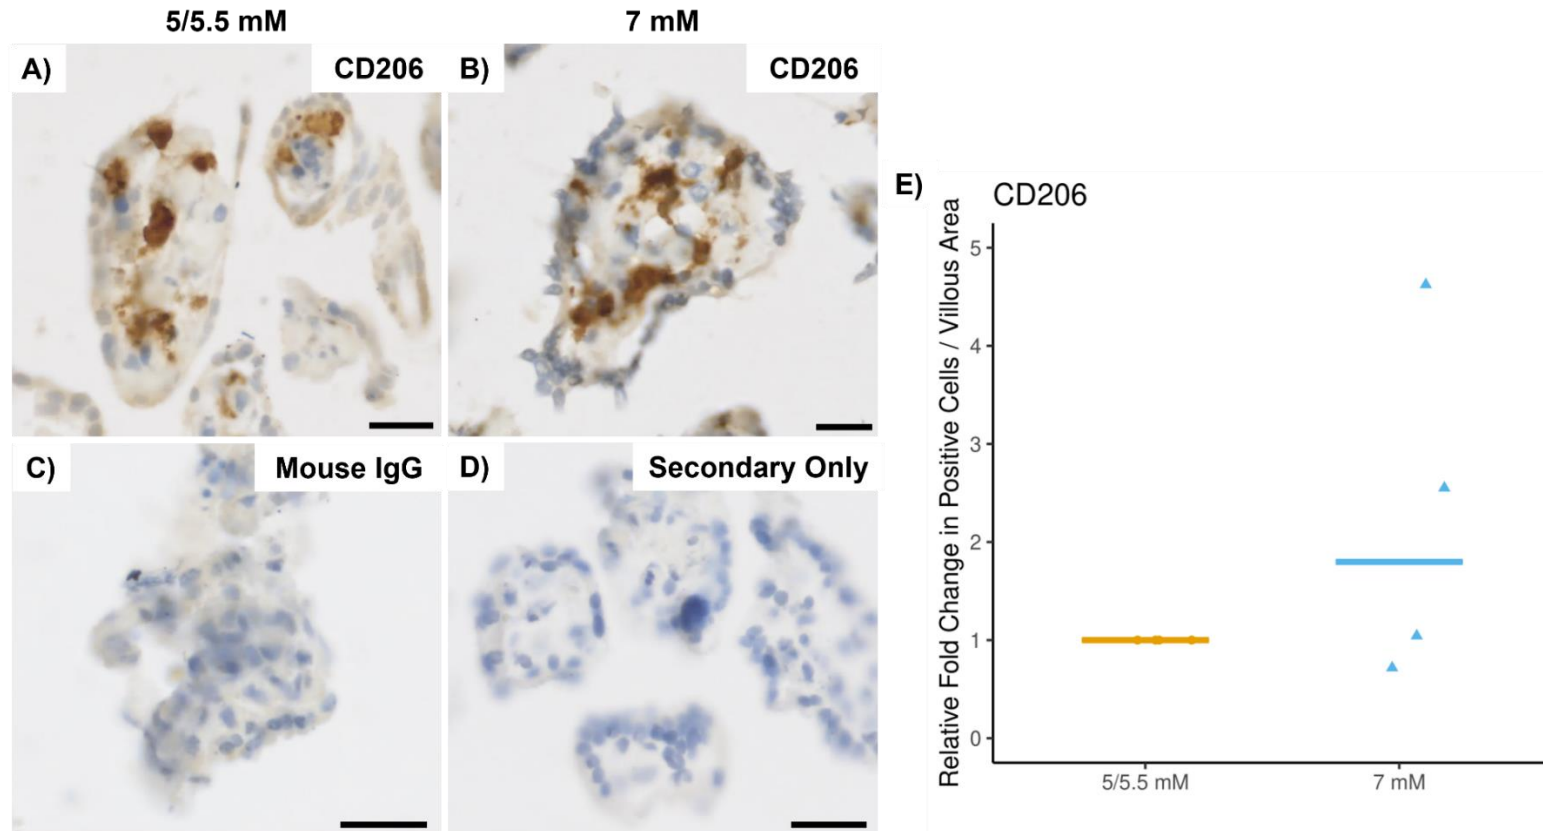 5/5.5 mM
7 mM
A)
CD206
B)
CD206
C)
Mouse IgG
D)
Secondary Only
E)
CD206
Relative Fold Change in Positive Cells / Villous Area
5
4
3
2
1
0
5/5.5 mM
7 mM